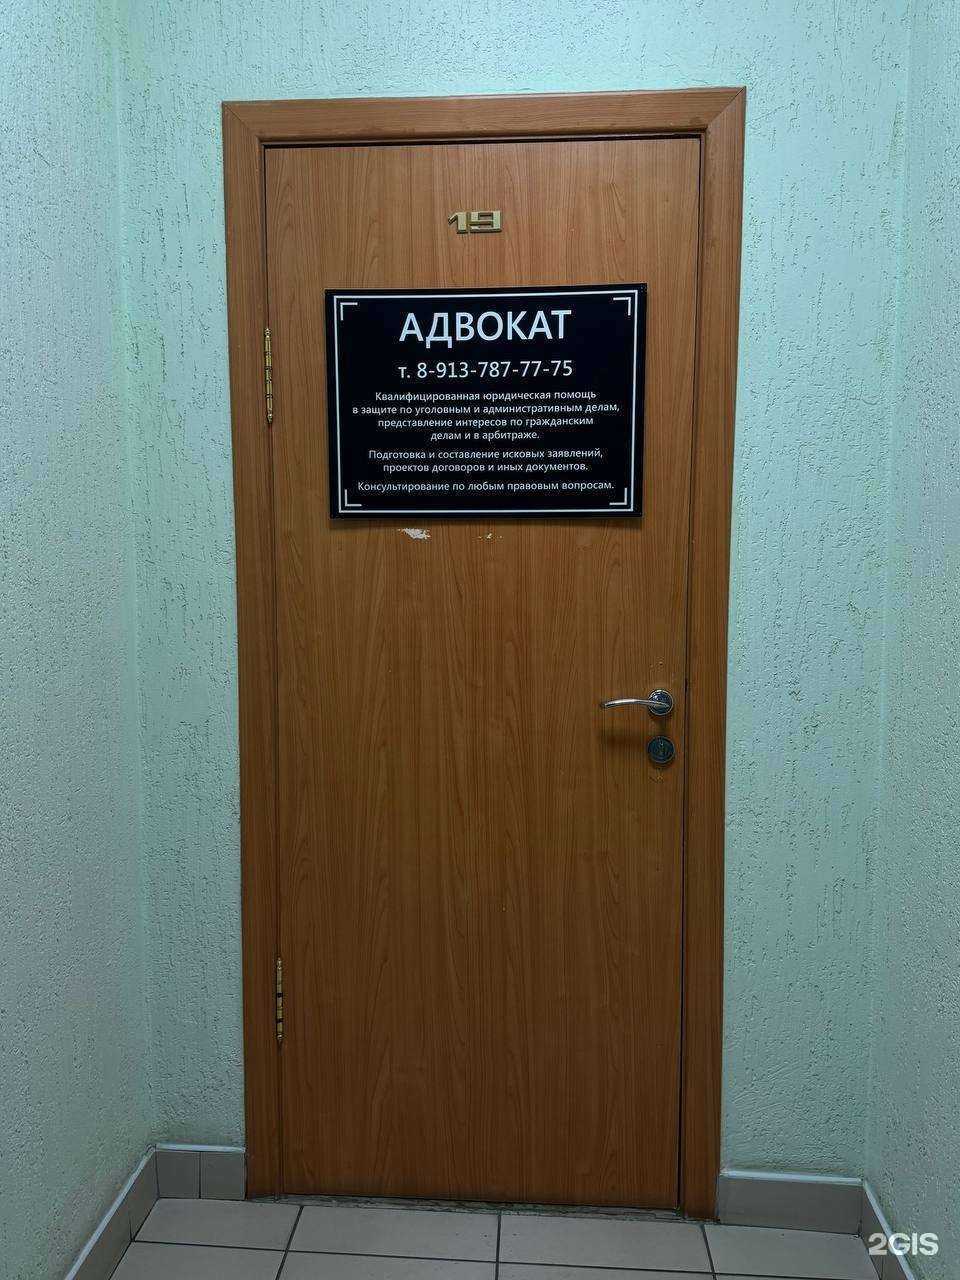 19
АДВОКАТ
т. 8-913-787-77-75
Квалифицированная юридическая помощь
в защите по уголовным и административным делам,
представление интересов по гражданским
делам и в арбитраже.
Подготовка и составление исковых заявлений,
проектов договоров и иных документов.
Консультирование по любым правовым вопросам.
2GIS